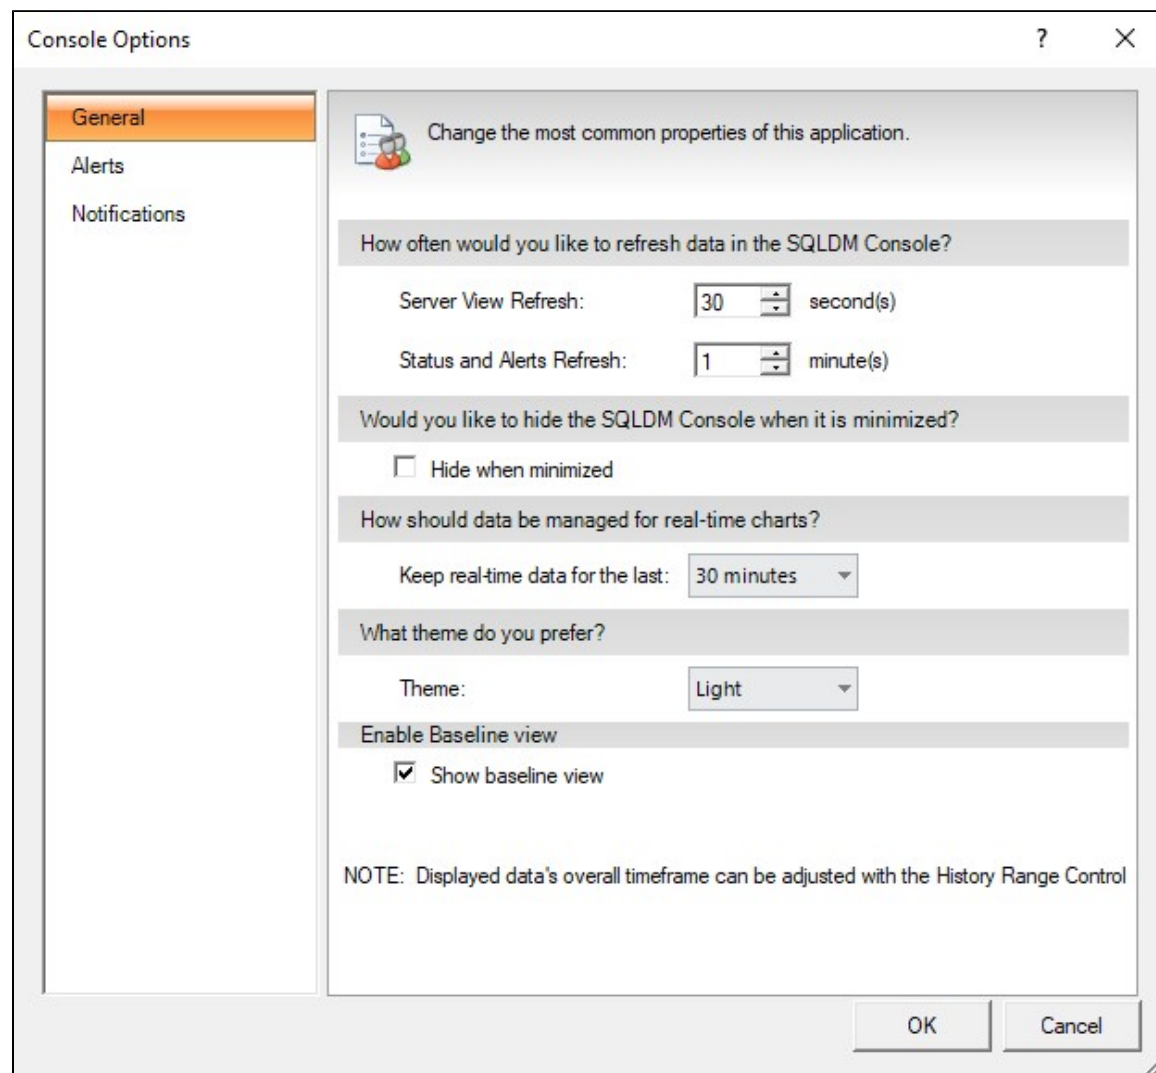 Console Options
?
General
Alerts
Notifications
Change the most common properties of this application.
How often would you like to refresh data in the SQLDM Console?
Server View Refresh: 30 second(s)
Status and Alerts Refresh: 1 minute(s)
Would you like to hide the SQLDM Console when it is minimized?
Hide when minimized
How should data be managed for real-time charts?
Keep real-time data for the last: 30 minutes
What theme do you prefer?
Theme: Light
Enable Baseline view
Show baseline view
NOTE: Displayed data's overall timeframe can be adjusted with the History Range Control
OK Cancel